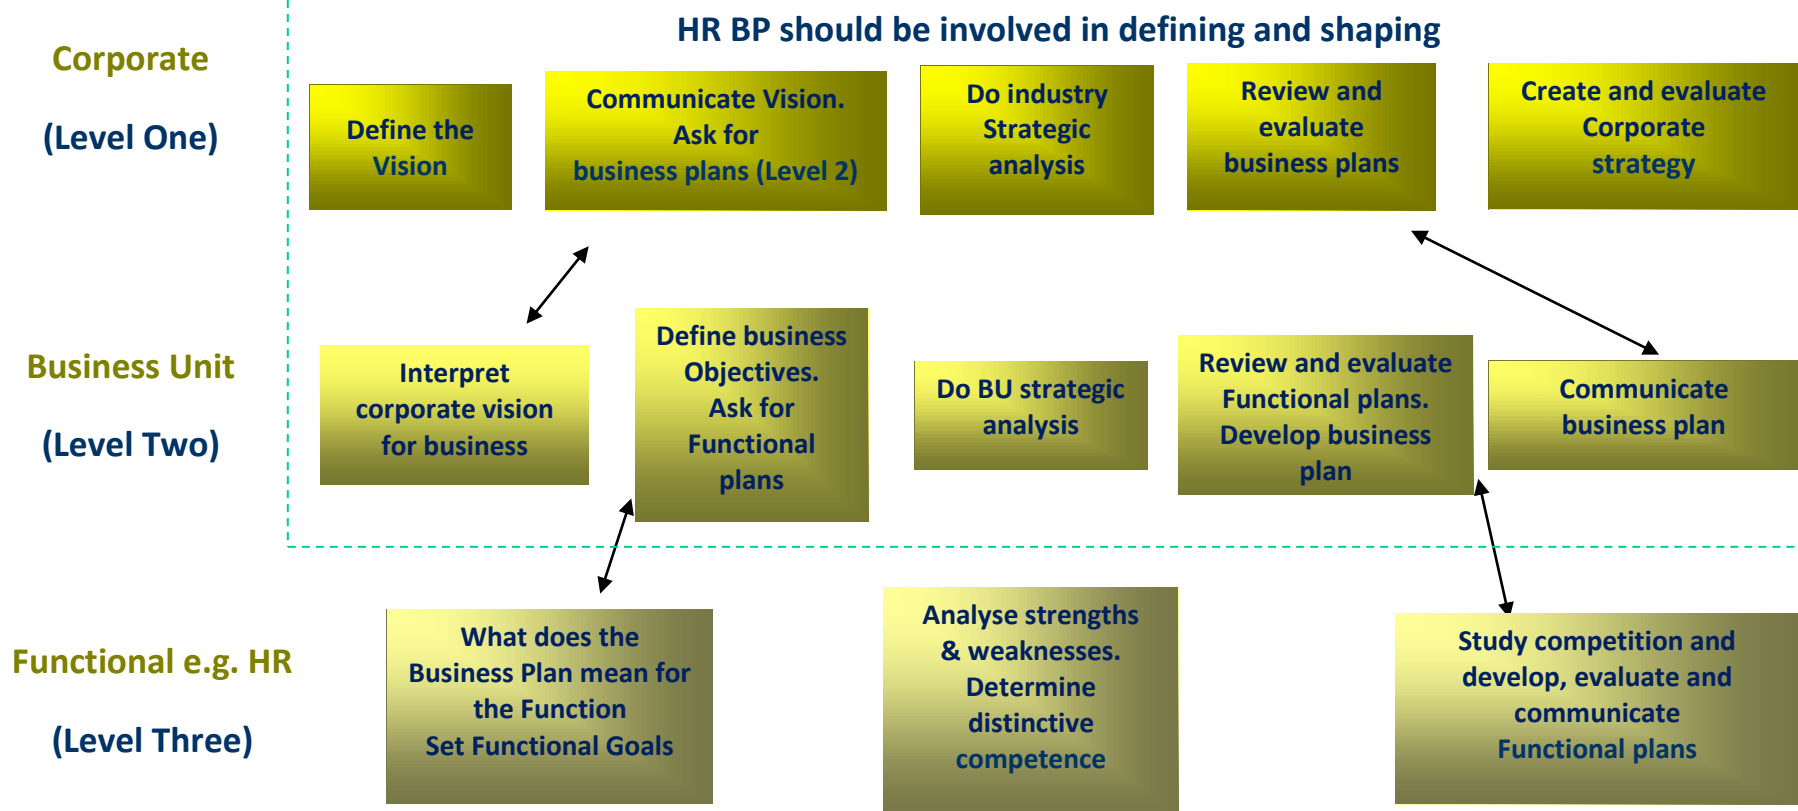 HR BP should be involved in defining and shaping
Corporate
(Level One)
Define the
Vision
Communicate Vision.
Ask for
business plans (Level 2)
Do industry
Strategic
analysis
Review and
evaluate
business plans
Create and evaluate
Corporate
strategy
Business Unit
(Level Two)
Interpret
corporate vision
for business
Define business
Objectives.
Ask for
Functional
plans
Do BU strategic
analysis
Review and evaluate
Functional plans.
Develop business
plan
Communicate
business plan
Functional e.g. HR
(Level Three)
What does the
Business Plan mean for
the Function
Set Functional Goals
Analyse strengths
& weaknesses.
Determine
distinctive
competence
Study competition and
develop, evaluate and
communicate
Functional plans